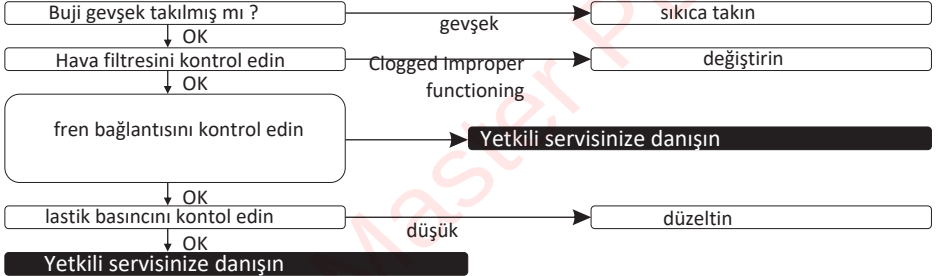 Buji gevşek takılmış mı ?
gevşek
sıkıca takın
OK
Hava filtresini kontrol edin
Clogged Improper
functioning
değiştirin
OK
fren bağlantısını kontrol edin
Yetkili servisinize danışın
OK
lastik basıncını kontol edin
düşük
düzeltin
OK
Yetkili servisinize danışın
Master P